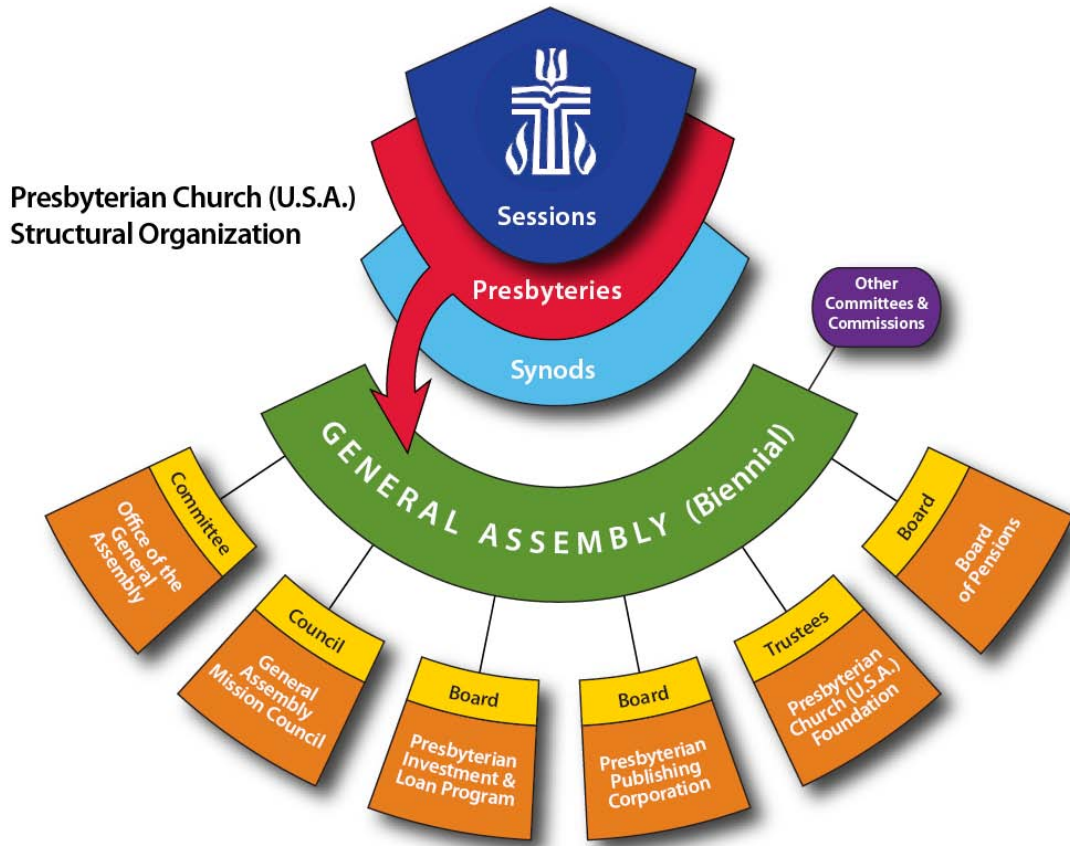 Presbyterian Church (U.S.A.)
Structural Organization
Sessions
Presbyteries
Synods
Other
Committees &
Commissions
GENERAL ASSEMBLY (Biennial)
Committee
Office of the
General
Assembly
Council
General
Assembly
Mission Council
Board
Presbyterian
Investment &
Loan Program
Board
Presbyterian
Publishing
Corporation
Trustees
Presbyterian
Church (U.S.A.)
Foundation
Board
Board
of Pensions